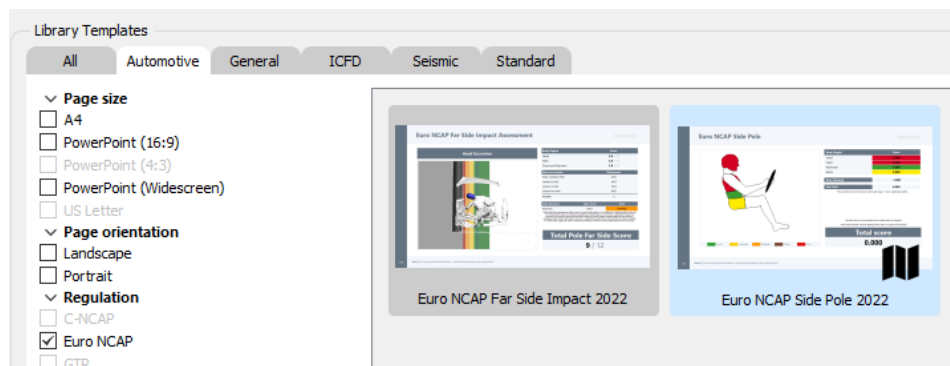 Library Templates
All Automotive General ICFD Seismic Standard
Page size
A4
PowerPoint (16:9)
PowerPoint (4:3)
PowerPoint (Widescreen)
US Letter
Page orientation
Landscape
Portrait
Regulation
C-NCAP
Euro NCAP
GTR
Euro NCAP Far Side Impact Assessment
Head Excursion
Total Pole Far Side Score
9 / 12
Euro NCAP Far Side Impact 2022
Euro NCAP Side Pole
Total score
0.000
Euro NCAP Side Pole 2022